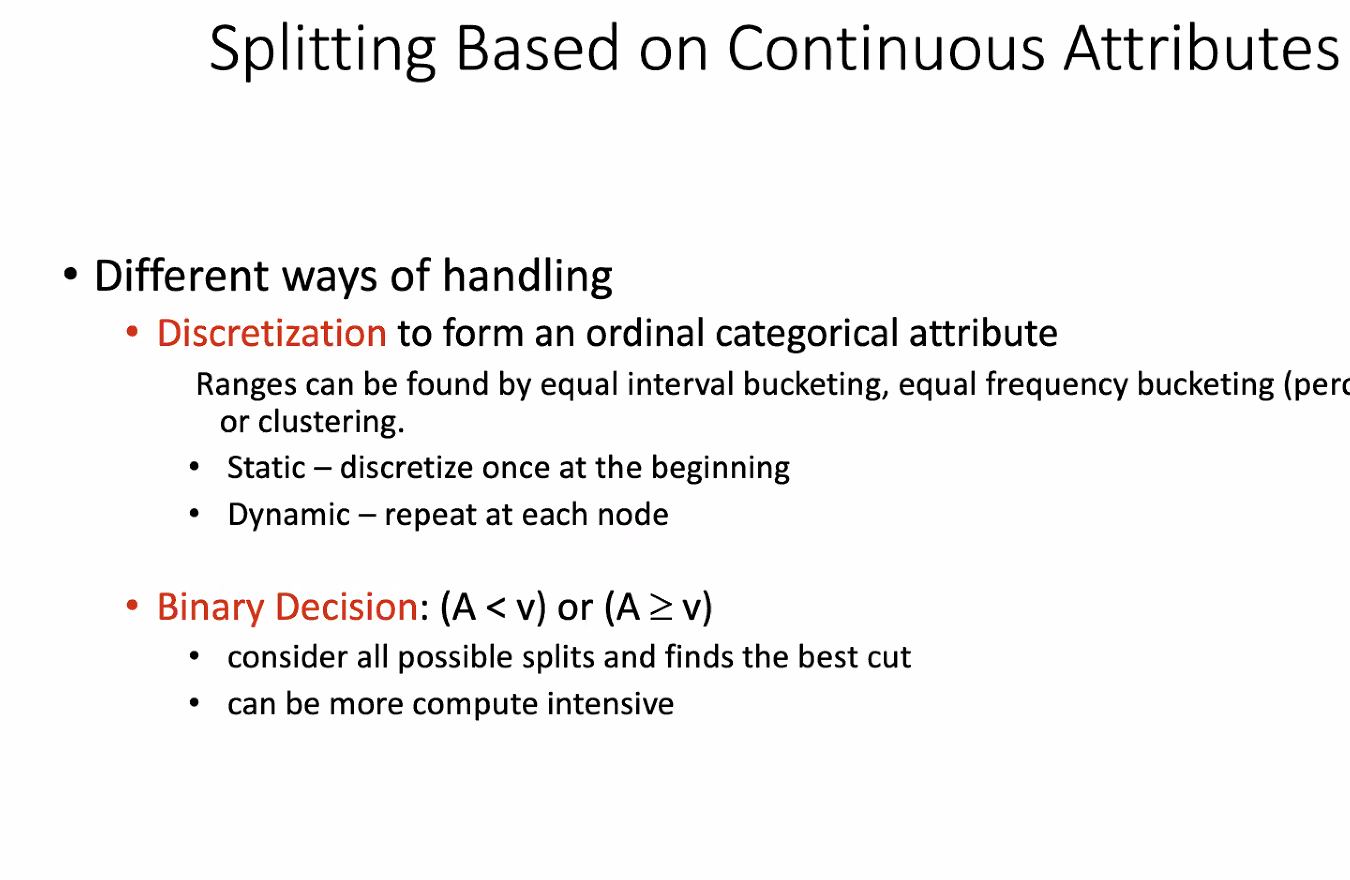 Splitting Based on Continuous Attributes
• Different ways of handling
• Discretization to form an ordinal categorical attribute
Ranges can be found by equal interval bucketing, equal frequency bucketing
or clustering.
• Static – discretize once at the beginning
• Dynamic – repeat at each node
• Binary Decision: (A < v) or (A ≥ v)
• consider all possible splits and finds the best cut
• can be more compute intensive